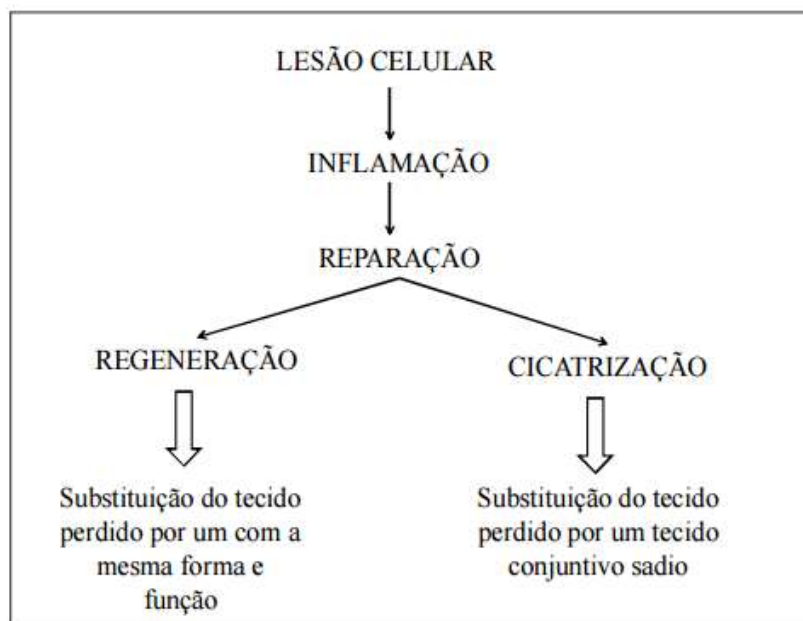 LESÃO CELULAR
INFLAMAÇÃO
REPARAÇÃO
REGENERAÇÃO
CICATRIZAÇÃO
Substituição do tecido
perdido por um com a
mesma forma e
função
Substituição do tecido
perdido por um tecido
conjuntivo sadio